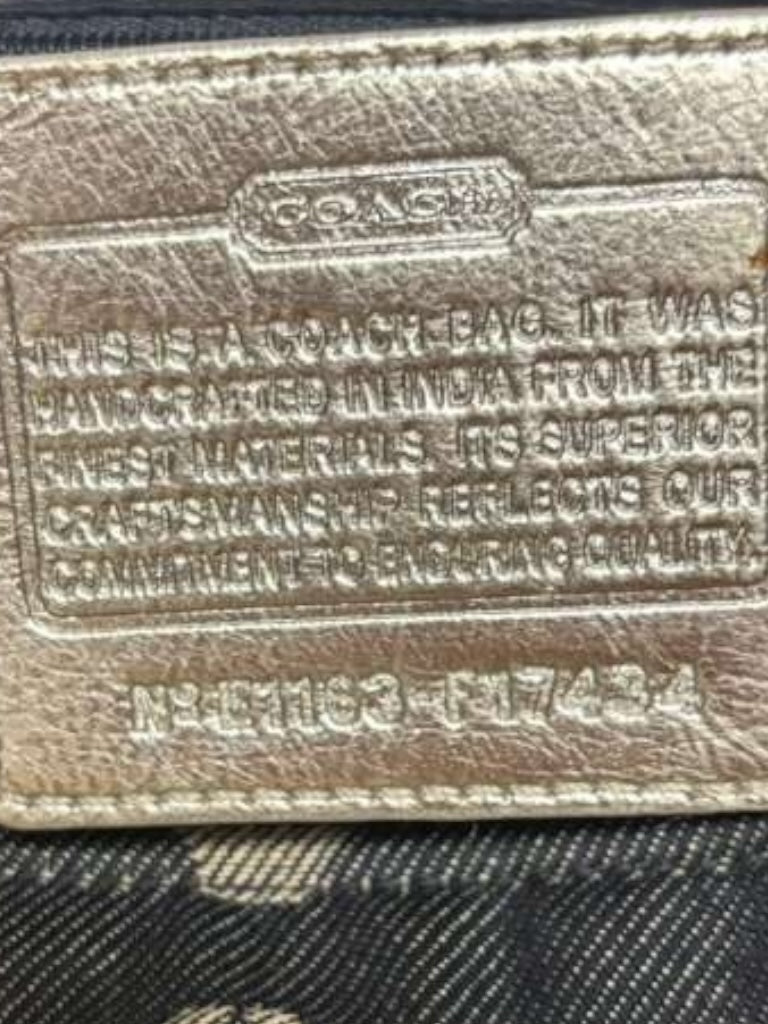 COACH
THIS IS A COACH BAG. IT WAS
HANDCRAFTED IN INDIA FROM THE
FINEST MATERIALS. ITS SUPERIOR
CRAFTSMANSHIP REFLECTS OUR
COMMITMENT TO ENDURING QUALITY.
Nº E1163-F17434